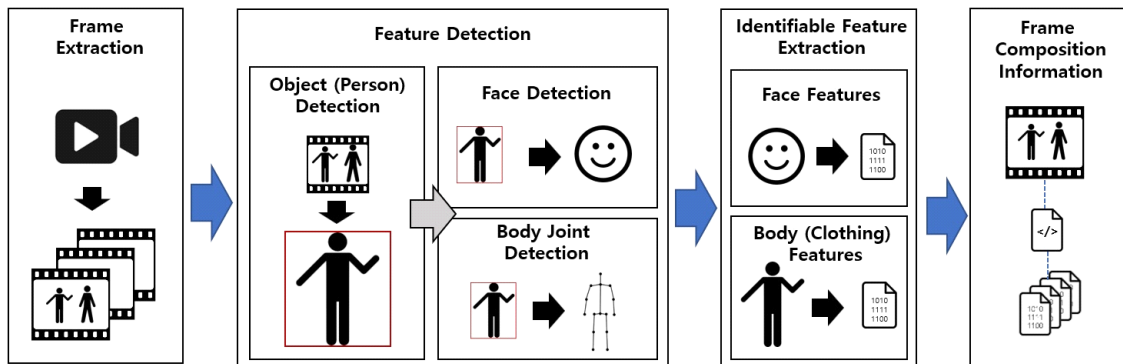 Frame
Extraction
Feature Detection
Object (Person)
Detection
Face Detection
Body Joint
Detection
Identifiable Feature
Extraction
Face Features
1010
1111
1100
Body (Clothing)
Features
1010
1111
1100
Frame
Composition
Information
</>
1010
1111
1100